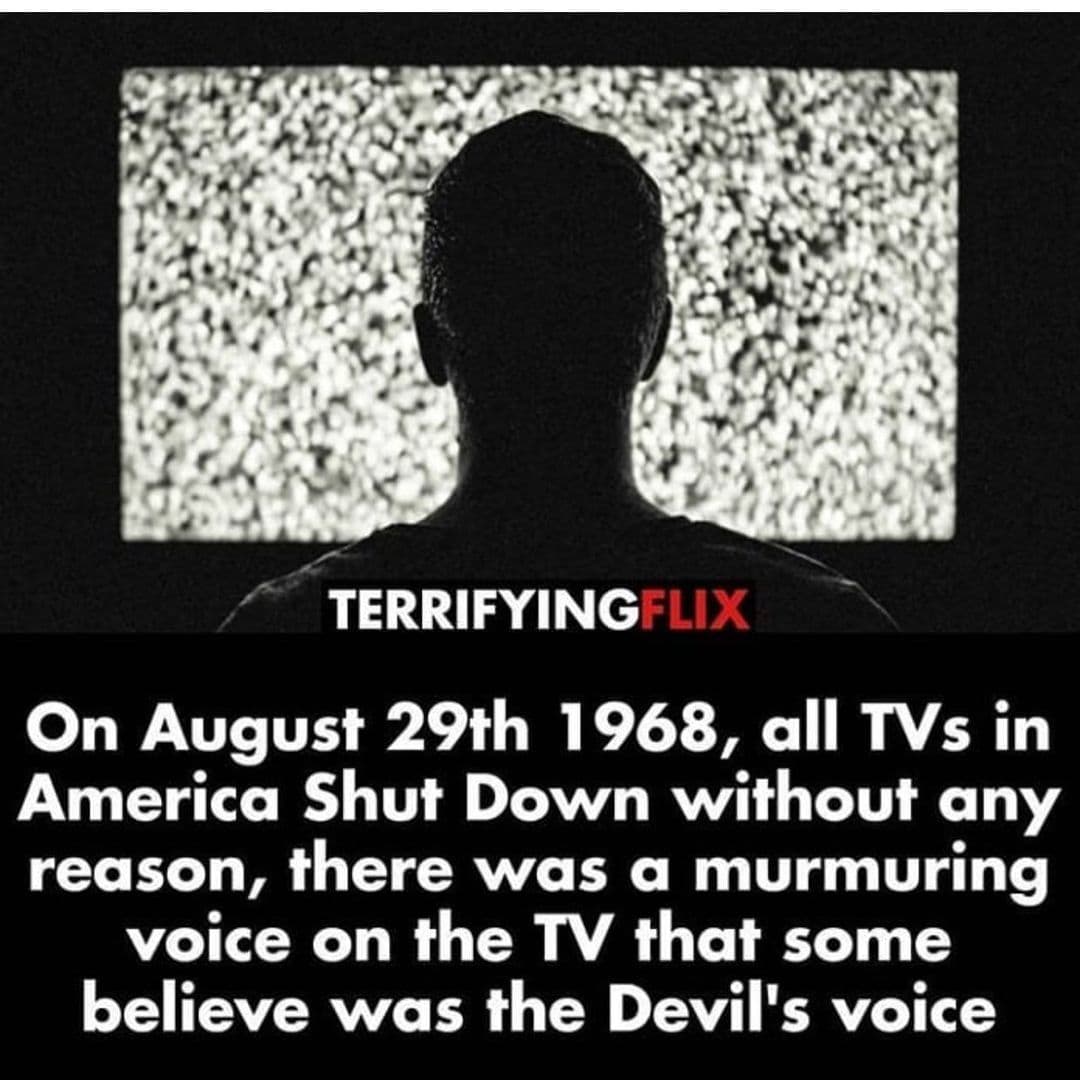 TERRIFYINGFLIX
On August 29th 1968, all TVs in
America Shut Down without any
reason, there was a murmuring
voice on the TV that some
believe was the Devil's voice